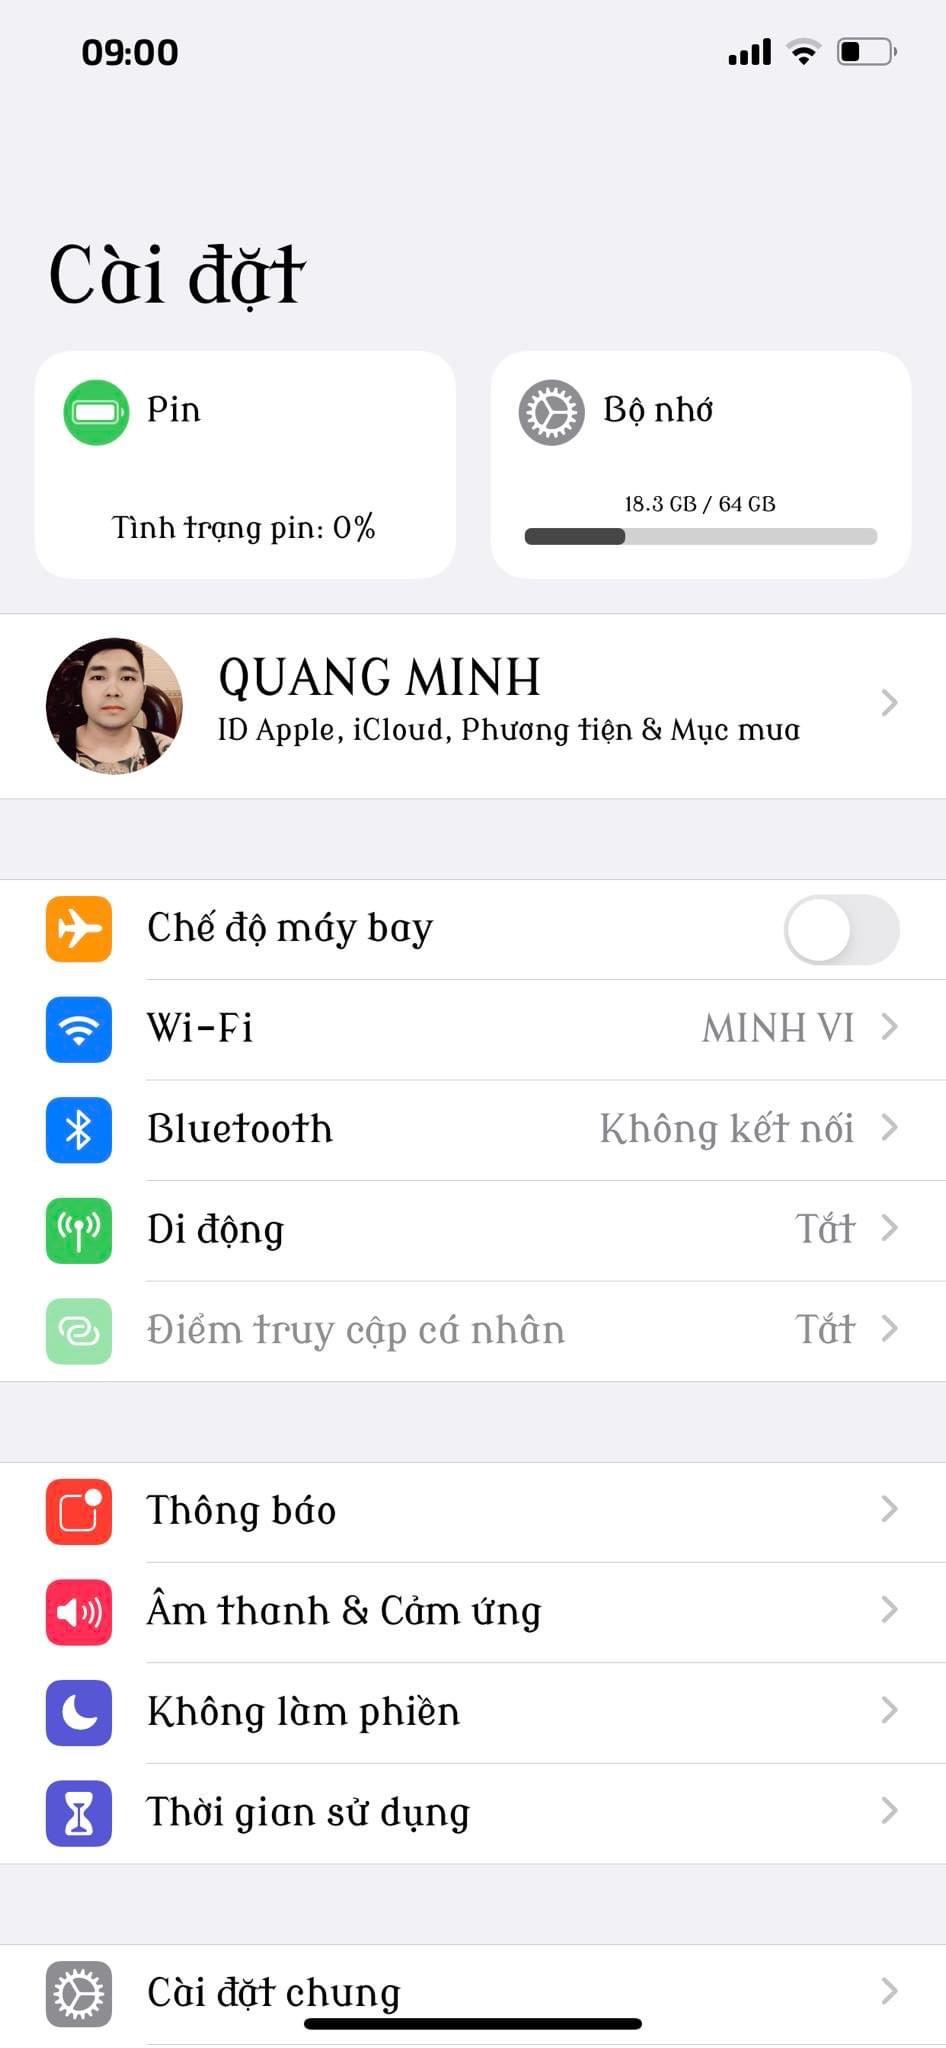 09:00
Cài đặt
Pin
Tình trạng pin: 0%
Bộ nhớ
18.3 GB / 64 GB
QUANG MINH
ID Apple, iCloud, Phương tiện & Mục mua
Chế độ máy bay
Wi-Fi MINH VI
Bluetooth Không kết nối
Di động Tắt
Điểm truy cập cá nhân Tắt
Thông báo
Âm thanh & Cảm ứng
Không làm phiền
Thời gian sử dụng
Cài đặt chung